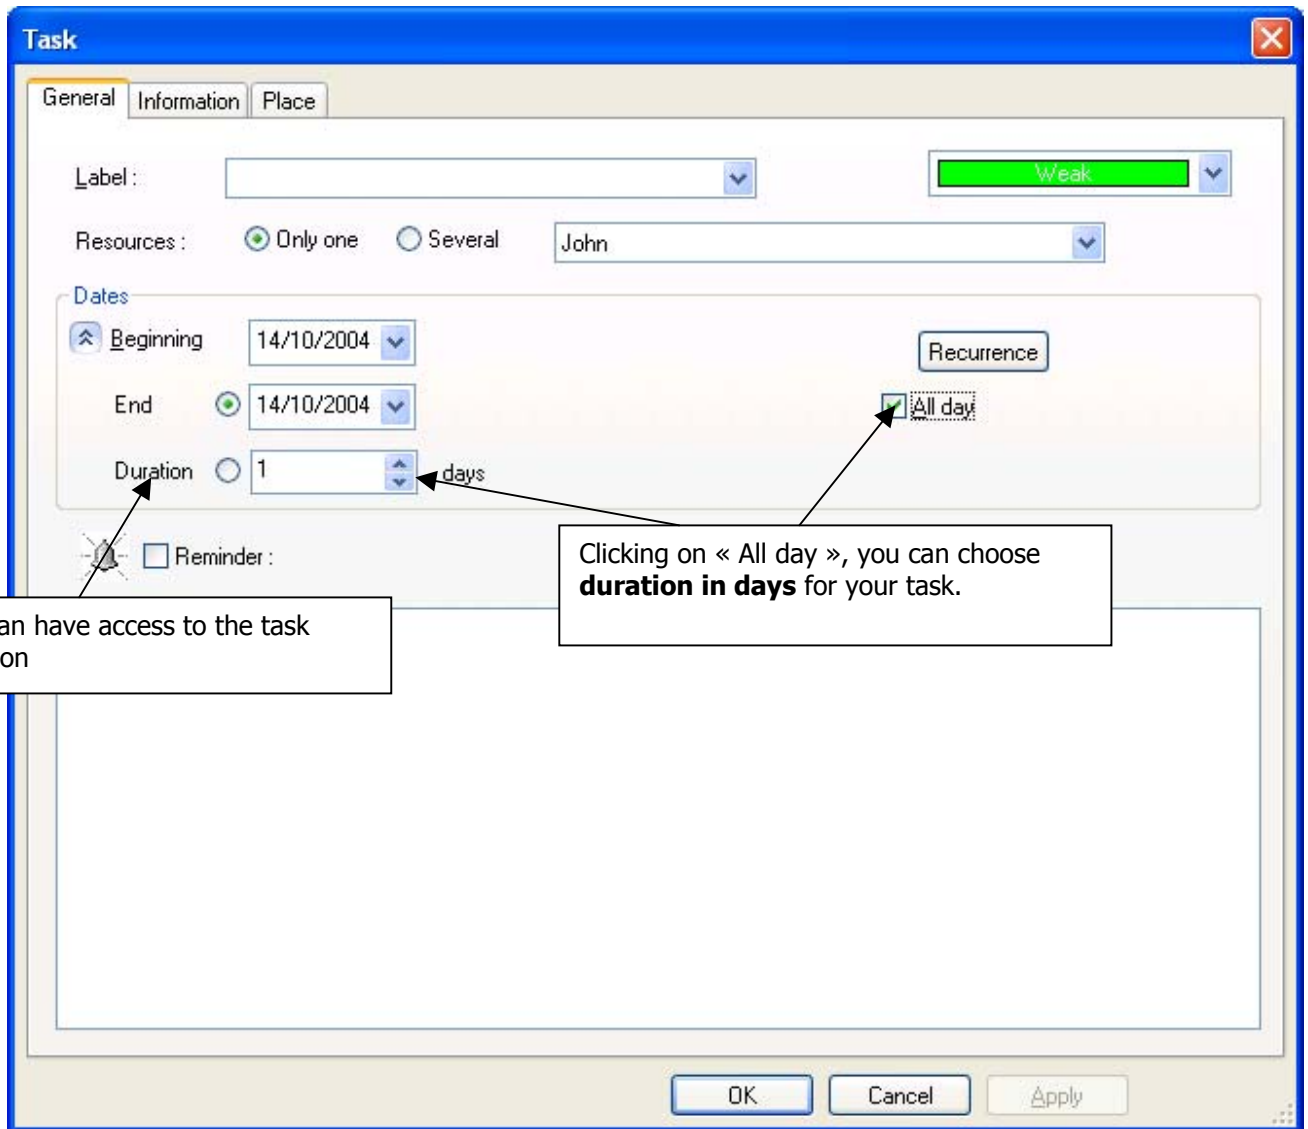 Task
General Information Place
Label : Weak
Resources : Only one Several John
Dates
Beginning 14/10/2004 Recurrence
End 14/10/2004 All day
Duration 1 days
Reminder :
Clicking on « All day », you can choose
duration in days for your task.
an have access to the task
on
OK Cancel Apply